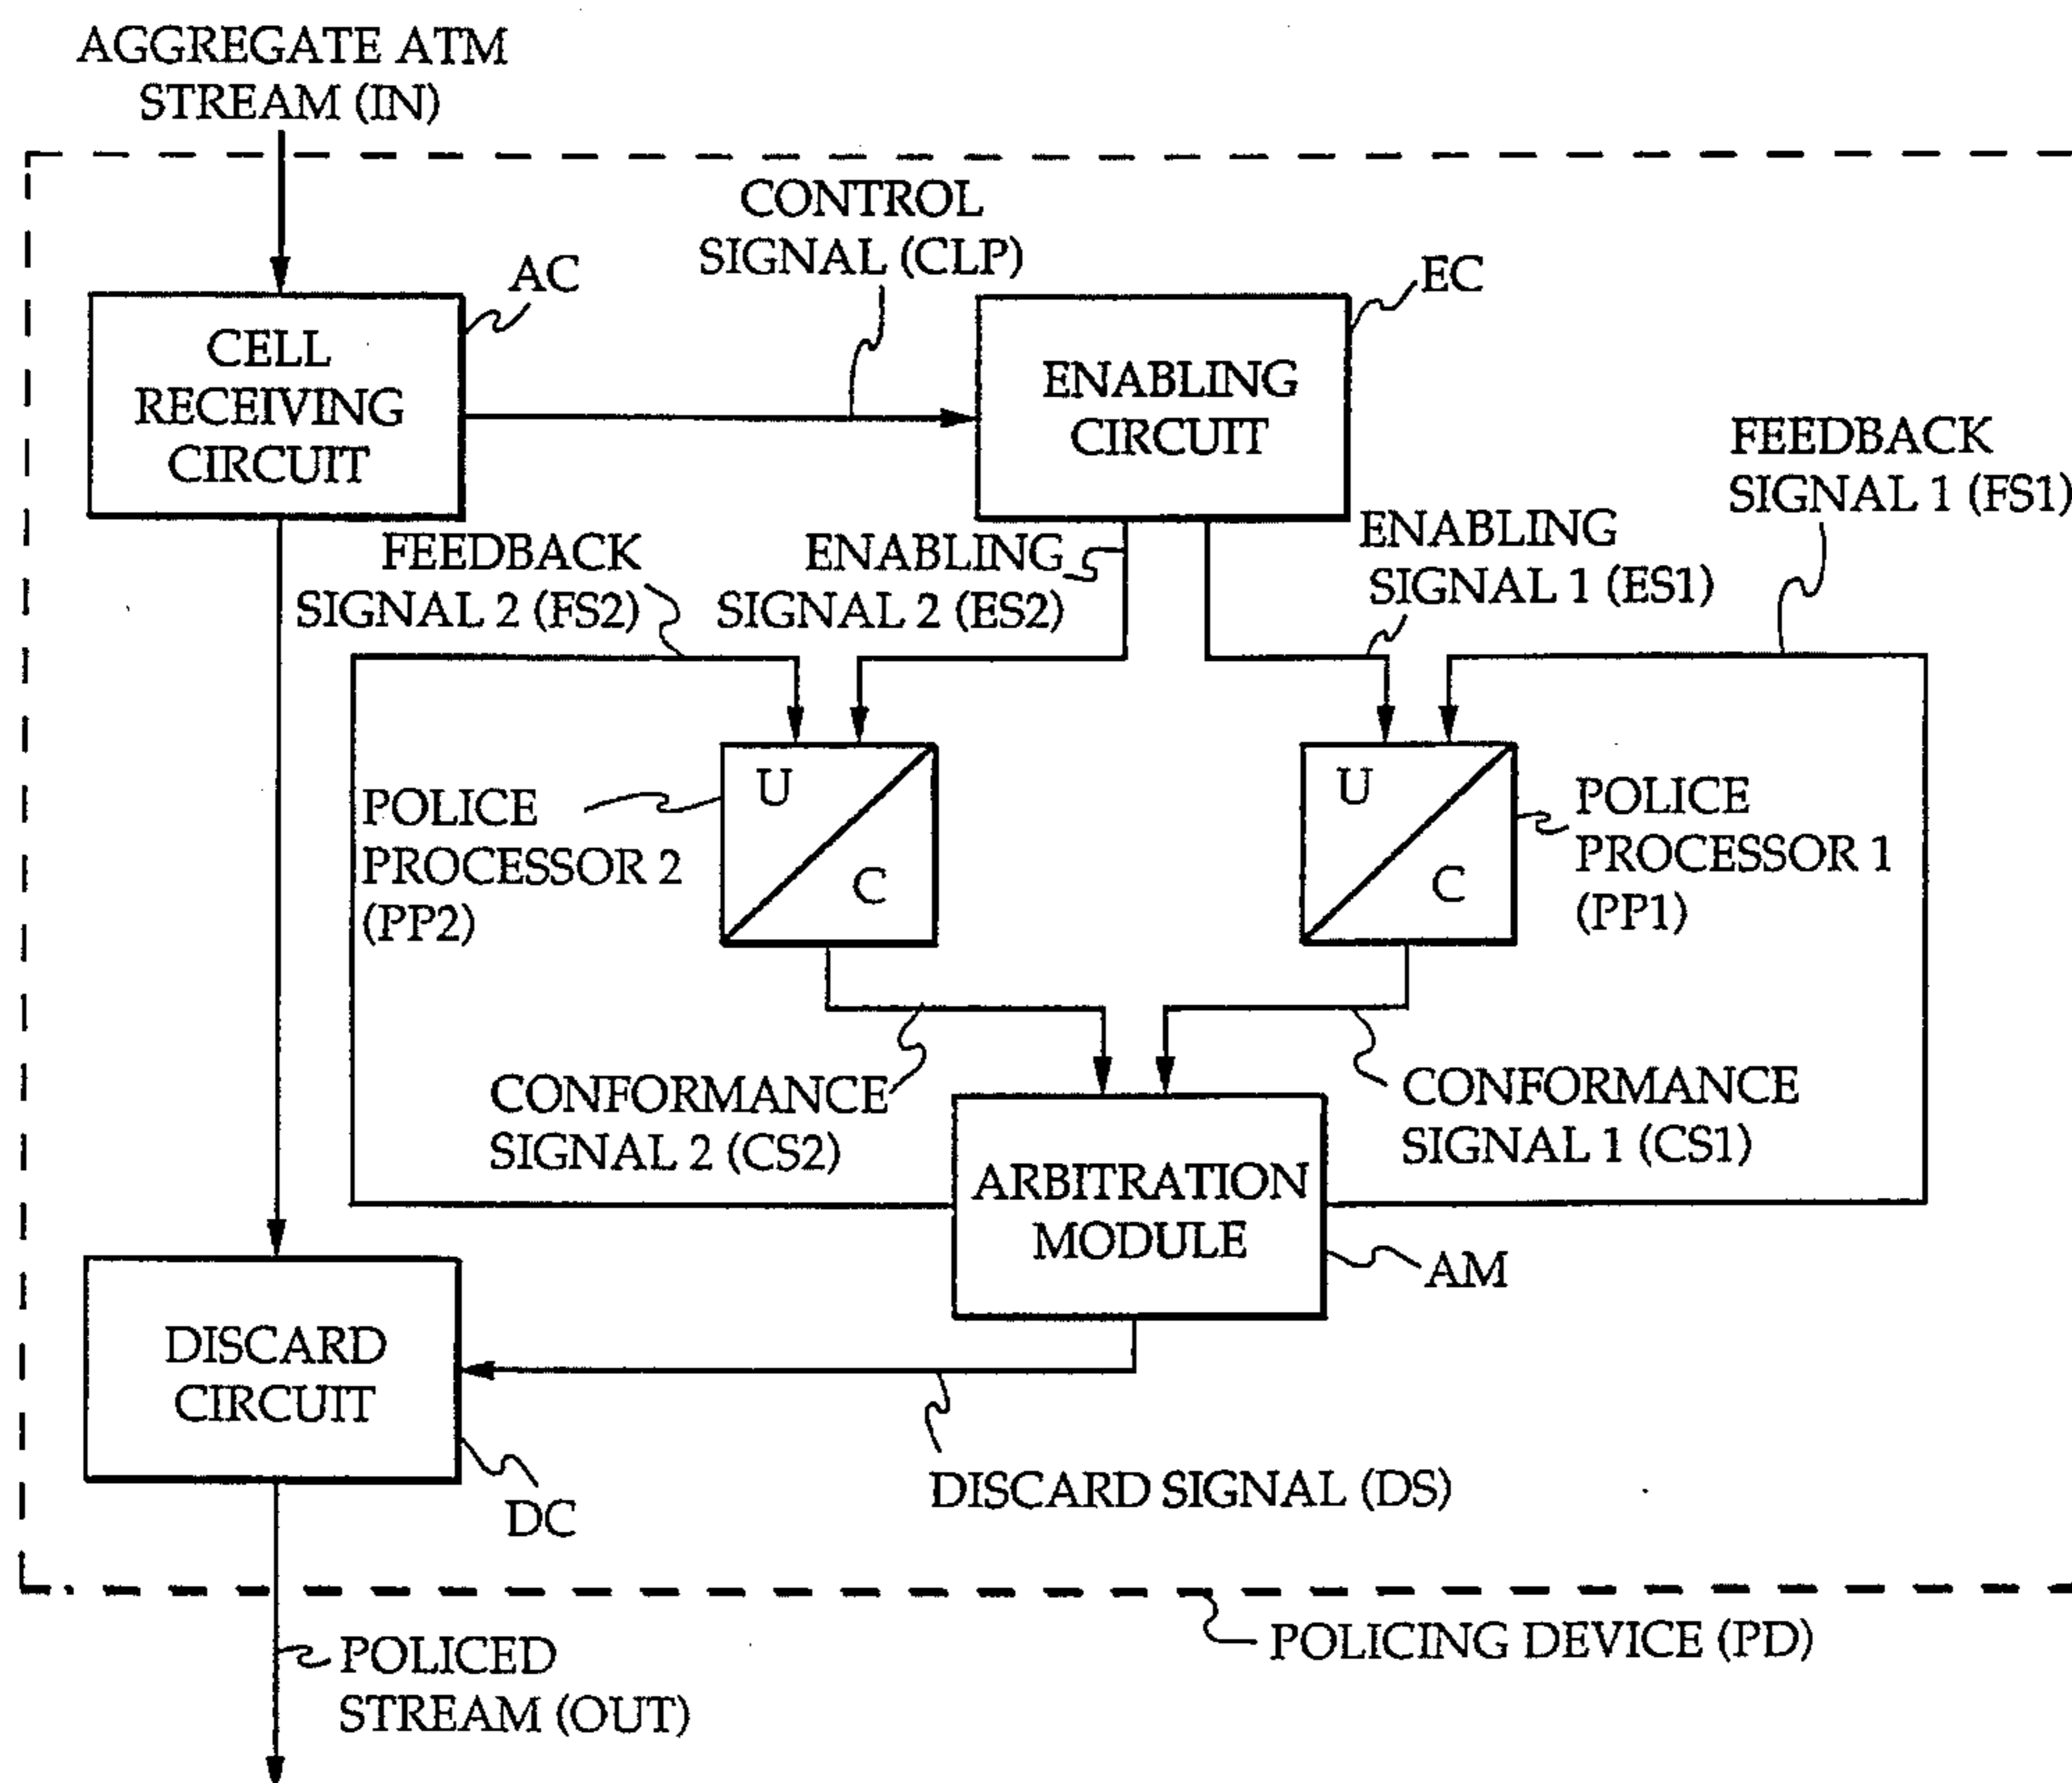 AGGREGATE ATM
STREAM (IN)
CONTROL
SIGNAL (CLP)
AC
EC
CELL
RECEIVING
CIRCUIT
ENABLING
CIRCUIT
FEEDBACK
SIGNAL 1 (FS1)
FEEDBACK
SIGNAL 2 (FS2)
ENABLING
SIGNAL 2 (ES2)
ENABLING
SIGNAL 1 (ES1)
U
C
U
C
POLICE
PROCESSOR 2
(PP2)
POLICE
PROCESSOR 1
(PP1)
CONFORMANCE
SIGNAL 2 (CS2)
CONFORMANCE
SIGNAL 1 (CS1)
ARBITRATION
MODULE
AM
DISCARD
CIRCUIT
DC
DISCARD SIGNAL (DS)
POLICING DEVICE (PD)
POLICED
STREAM (OUT)